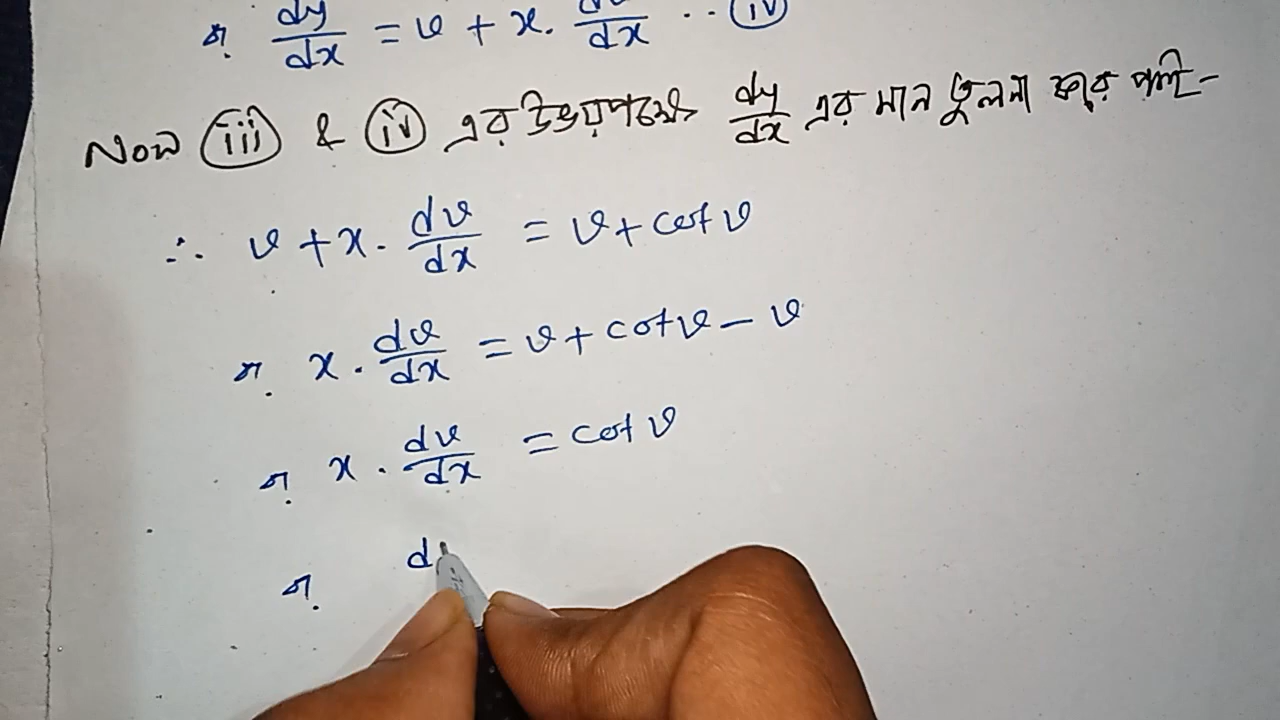 বা, dy/dx = v + x. dv/dx .. (iv)
Now (iii) & (iv) এর উভয়পক্ষে dy/dx এর মান তুলনা করে পাই-
∴ v + x. dv/dx = v + cot v
বা, x. dv/dx = v + cot v - v
বা, x. dv/dx = cot v
বা, d